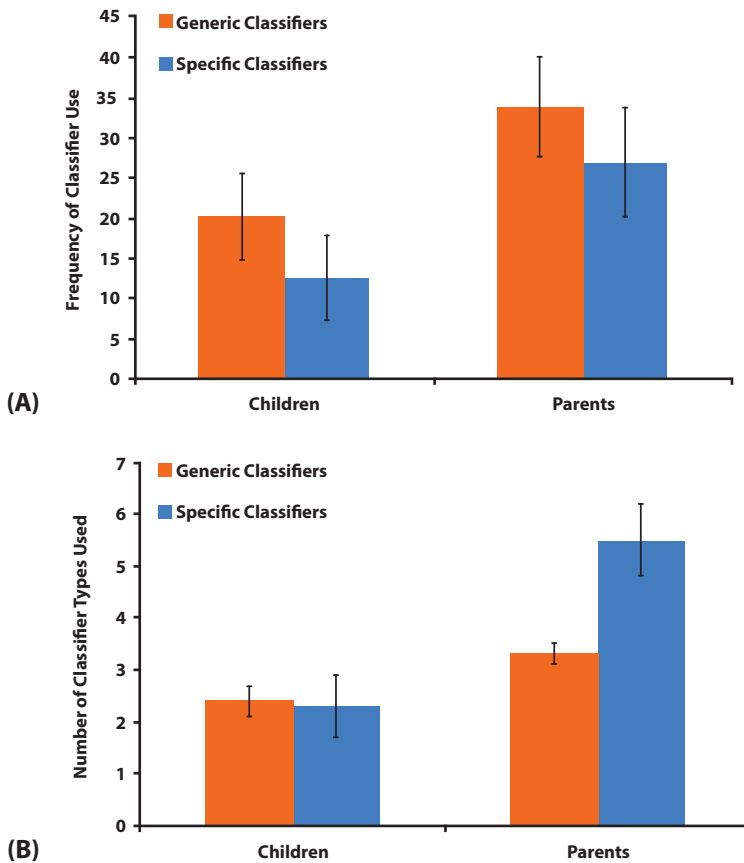 45
40
35
30
25
20
15
10
5
0
Frequency of Classifier Use
Generic Classifiers
Specific Classifiers
Children
Parents
(A)
7
6
5
4
3
2
1
0
Number of Classifier Types Used
Generic Classifiers
Specific Classifiers
Children
Parents
(B)